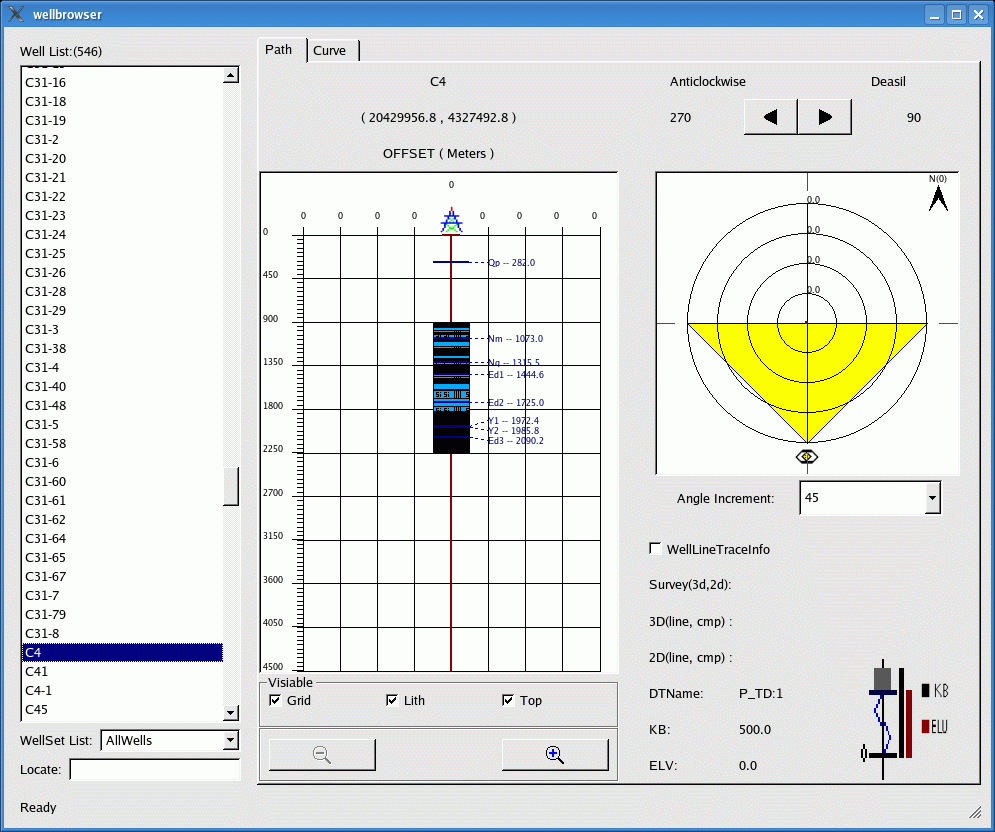 wellbrowser
Well List:(546)
C31-16
C31-18
C31-19
C31-2
C31-20
C31-21
C31-22
C31-23
C31-24
C31-25
C31-26
C31-28
C31-29
C31-3
C31-38
C31-4
C31-40
C31-48
C31-5
C31-58
C31-6
C31-60
C31-61
C31-62
C31-64
C31-65
C31-67
C31-7
C31-79
C31-8
C4
C41
C4-1
C45
WellSet List: AllWells
Locate:
Ready
Path Curve
C4
( 20429956.8 , 4327492.8 )
OFFSET ( Meters )
0
0 0 0 0 0 0 0 0
0
450
900
1350
1800
2250
2700
3150
3600
4050
4500
Qp -- 282.0
Nm -- 1073.0
Ng -- 1315.5
Ed1 -- 1444.6
Ed2 -- 1725.0
Y1 -- 1972.4
Y2 -- 1985.8
Ed3 -- 2090.2
Visiable
Grid Lith Top
Anticlockwise Deasil
270 90
N(0)
0.0
0.0
0.0
0.0
Angle Increment: 45
WellLineTraceInfo
Survey(3d,2d):
3D(line, cmp) :
2D(line, cmp) :
DTName: P_TD:1
KB: 500.0
ELV: 0.0
KB
ELV
0